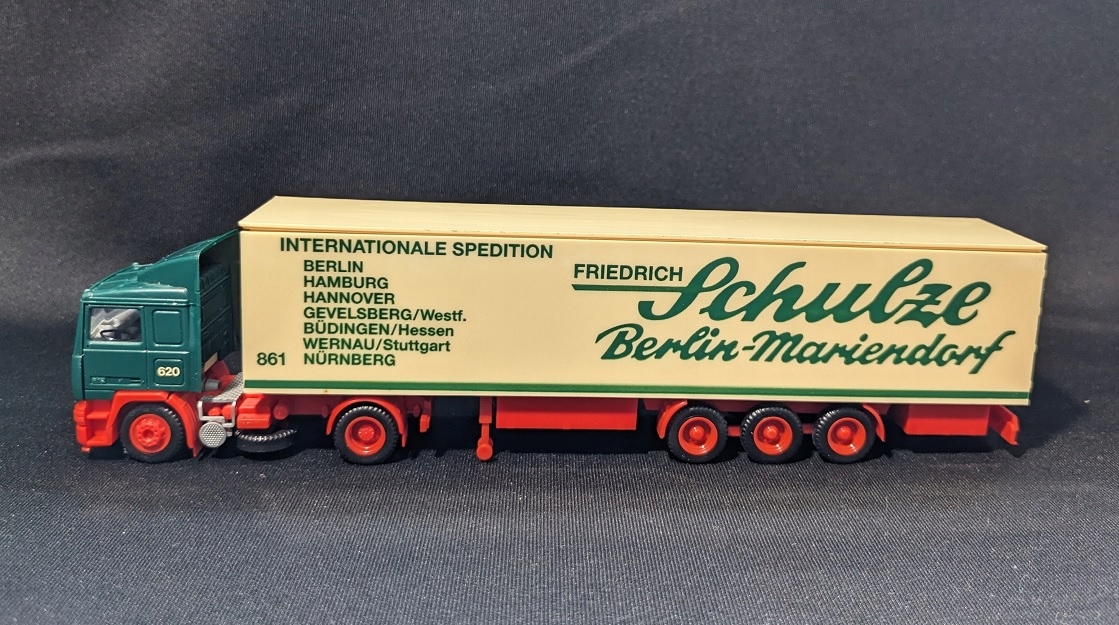 INTERNATIONALE SPEDITION
BERLIN
HAMBURG
HANNOVER
GEVELSBERG/Westf.
BÜDINGEN/Hessen
WERNAU/Stuttgart
861 NÜRNBERG
FRIEDRICH Schulze
Berlin-Mariendorf
620